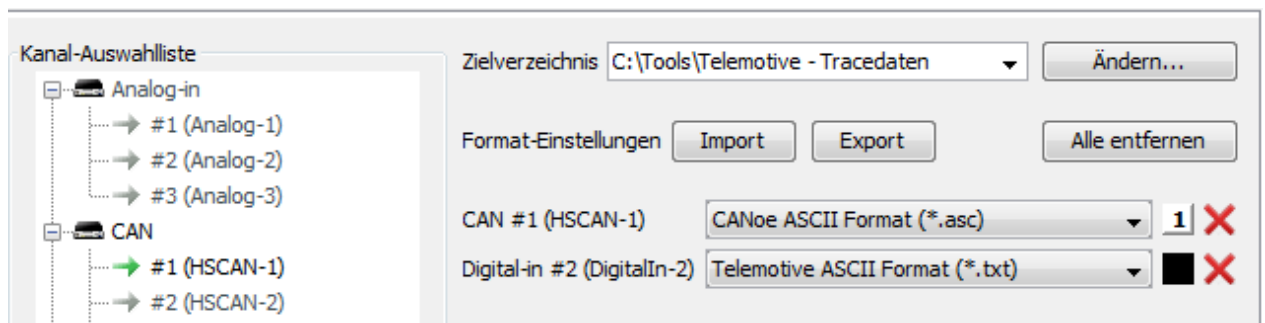 Kanal-Auswahlliste
Analog-in
#1 (Analog-1)
#2 (Analog-2)
#3 (Analog-3)
CAN
#1 (HSCAN-1)
#2 (HSCAN-2)
Zielverzeichnis C:\Tools\Telemotive - Tracedaten Ändern...
Format-Einstellungen Import Export Alle entfernen
CAN #1 (HSCAN-1) CANoe ASCII Format (*.asc) 1
Digital-in #2 (DigitalIn-2) Telemotive ASCII Format (*.txt)